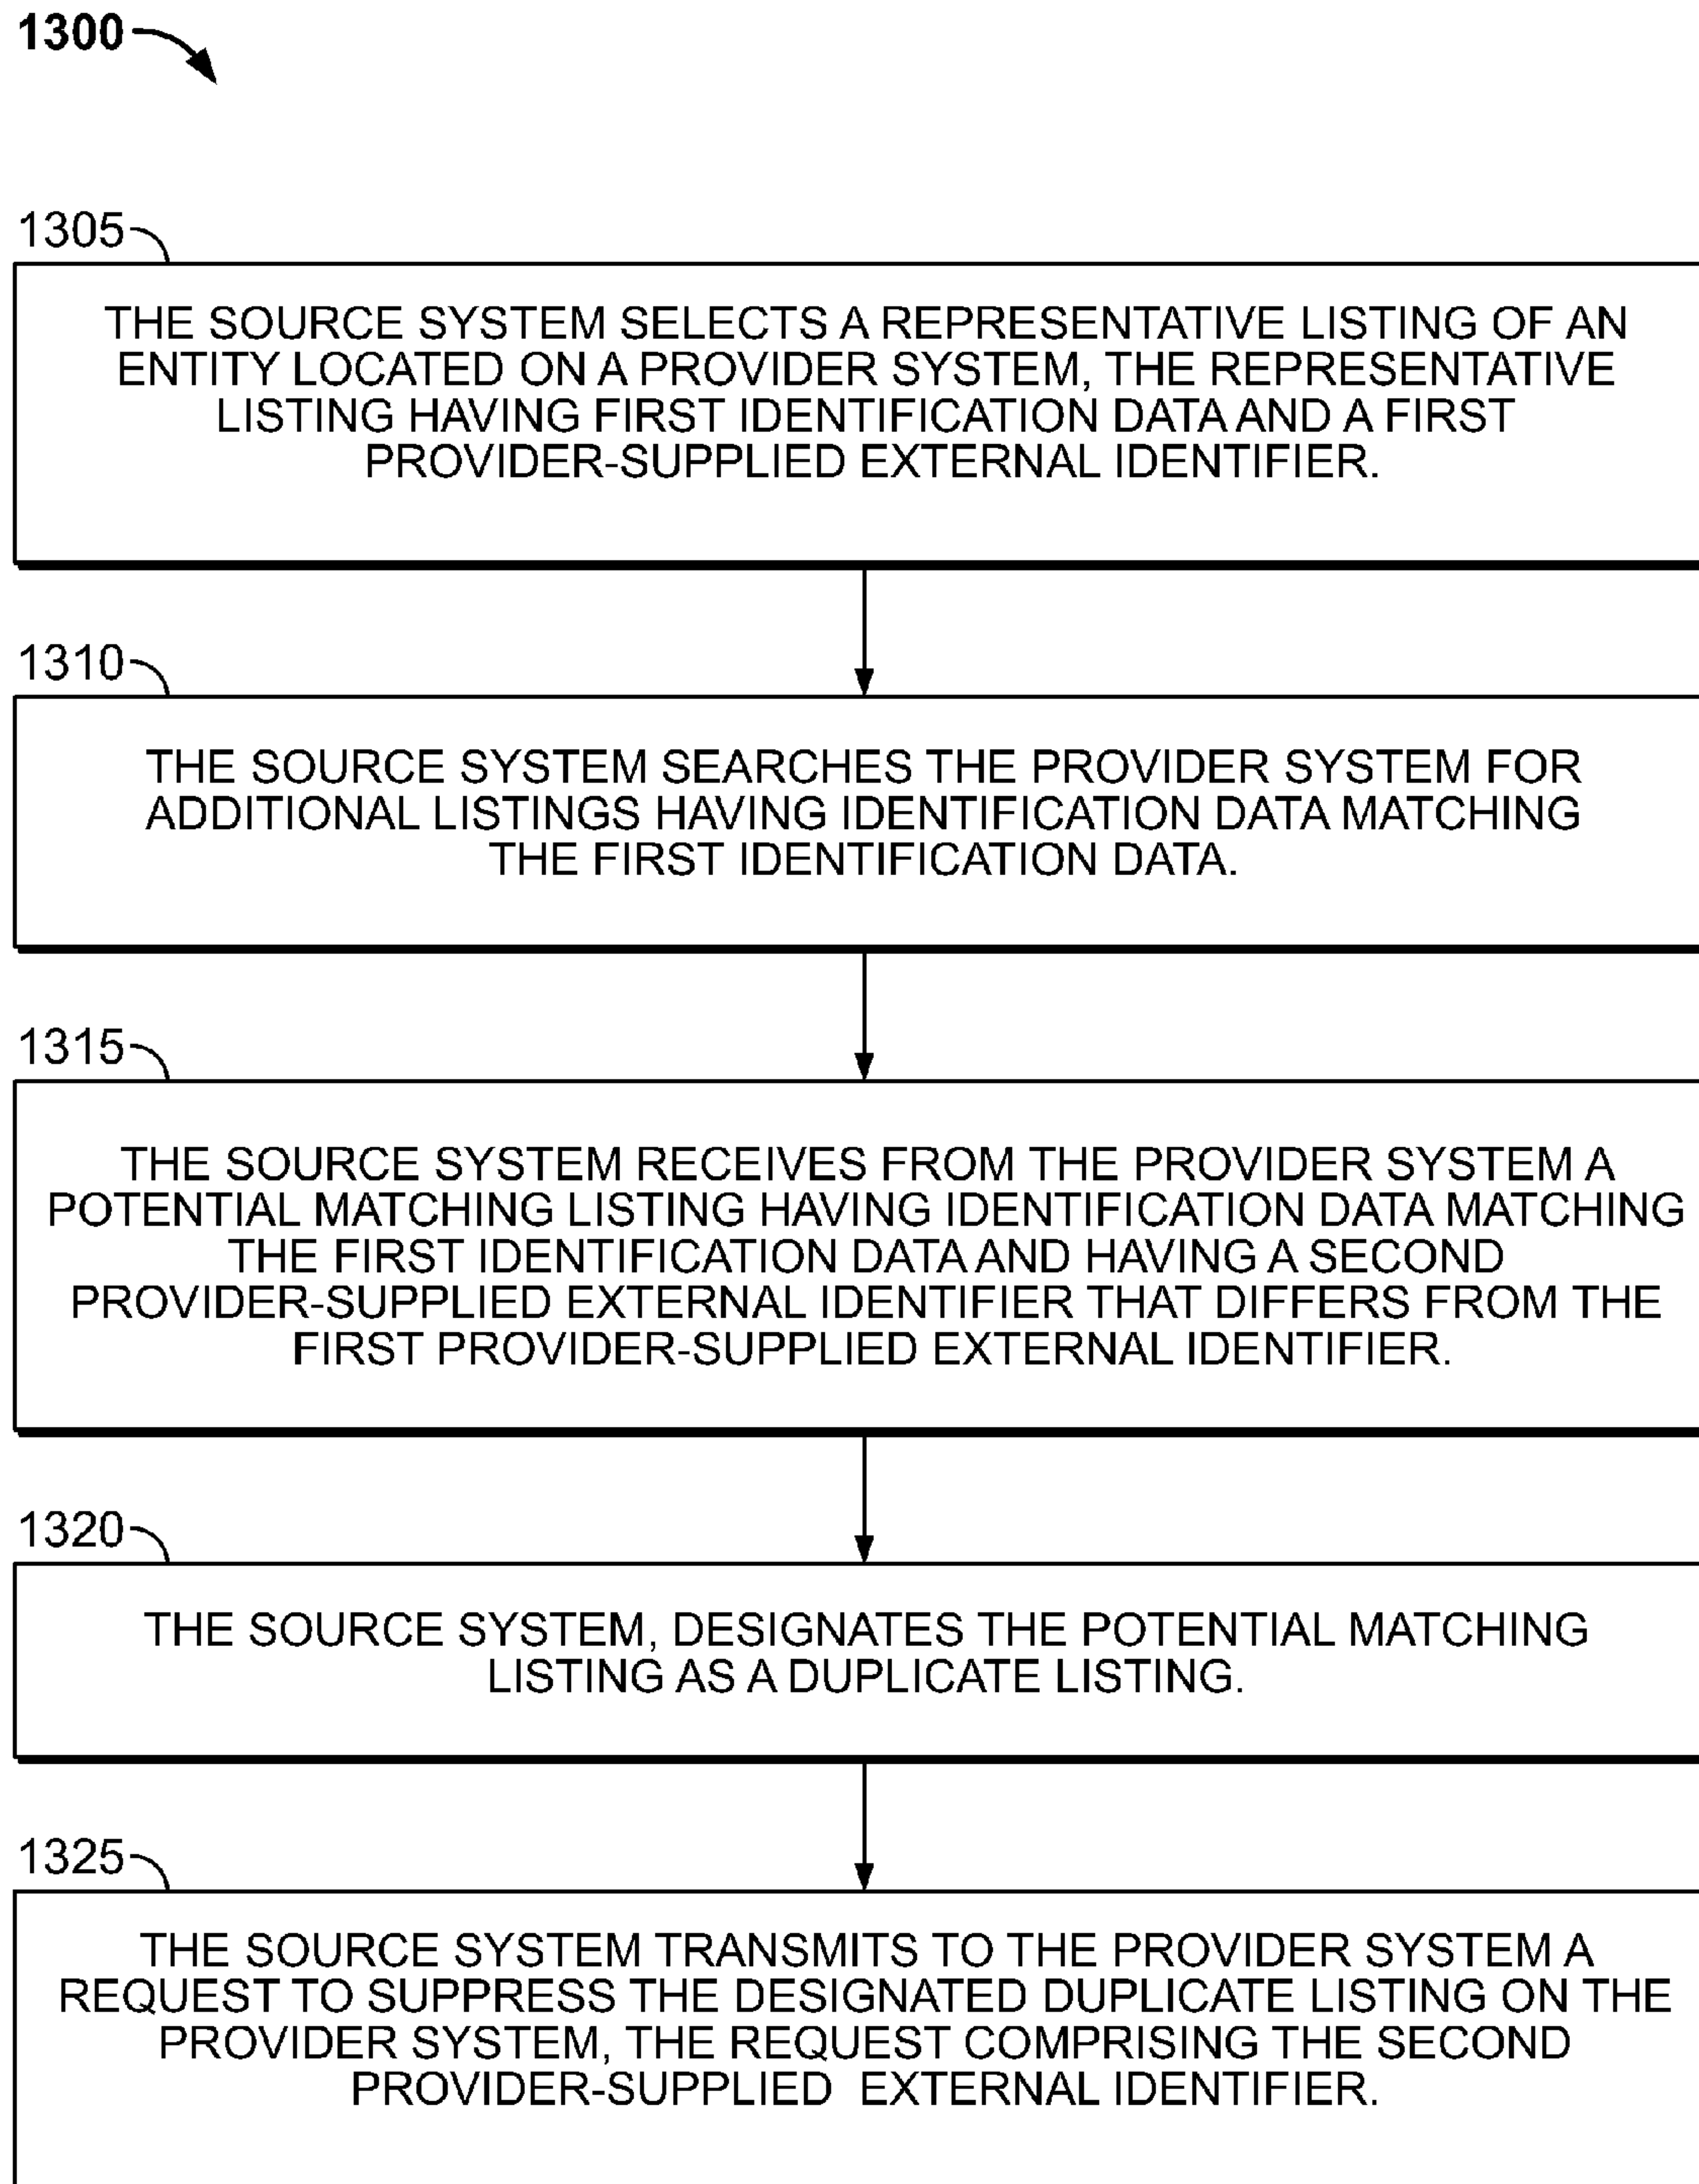 1300
1305
THE SOURCE SYSTEM SELECTS A REPRESENTATIVE LISTING OF AN
ENTITY LOCATED ON A PROVIDER SYSTEM, THE REPRESENTATIVE
LISTING HAVING FIRST IDENTIFICATION DATA AND A FIRST
PROVIDER-SUPPLIED EXTERNAL IDENTIFIER.
1310
THE SOURCE SYSTEM SEARCHES THE PROVIDER SYSTEM FOR
ADDITIONAL LISTINGS HAVING IDENTIFICATION DATA MATCHING
THE FIRST IDENTIFICATION DATA.
1315
THE SOURCE SYSTEM RECEIVES FROM THE PROVIDER SYSTEM A
POTENTIAL MATCHING LISTING HAVING IDENTIFICATION DATA MATCHING
THE FIRST IDENTIFICATION DATA AND HAVING A SECOND
PROVIDER-SUPPLIED EXTERNAL IDENTIFIER THAT DIFFERS FROM THE
FIRST PROVIDER-SUPPLIED EXTERNAL IDENTIFIER.
1320
THE SOURCE SYSTEM, DESIGNATES THE POTENTIAL MATCHING
LISTING AS A DUPLICATE LISTING.
1325
THE SOURCE SYSTEM TRANSMITS TO THE PROVIDER SYSTEM A
REQUEST TO SUPPRESS THE DESIGNATED DUPLICATE LISTING ON THE
PROVIDER SYSTEM, THE REQUEST COMPRISING THE SECOND
PROVIDER-SUPPLIED EXTERNAL IDENTIFIER.